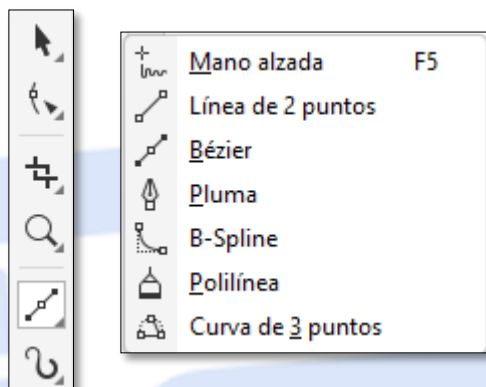 Mano alzada F5
Línea de 2 puntos
Bézier
Pluma
B-Spline
Polilínea
Curva de 3 puntos